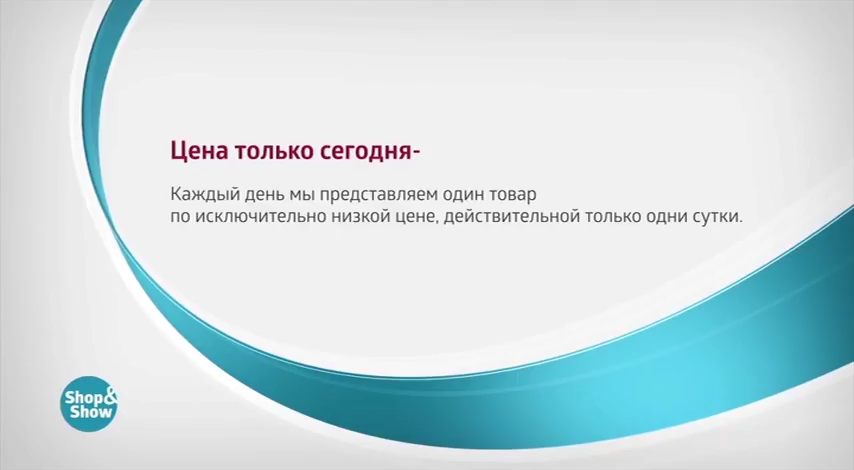 Цена только сегодня-
Каждый день мы представляем один товар
по исключительно низкой цене, действительной только одни сутки.
Shop&
Show